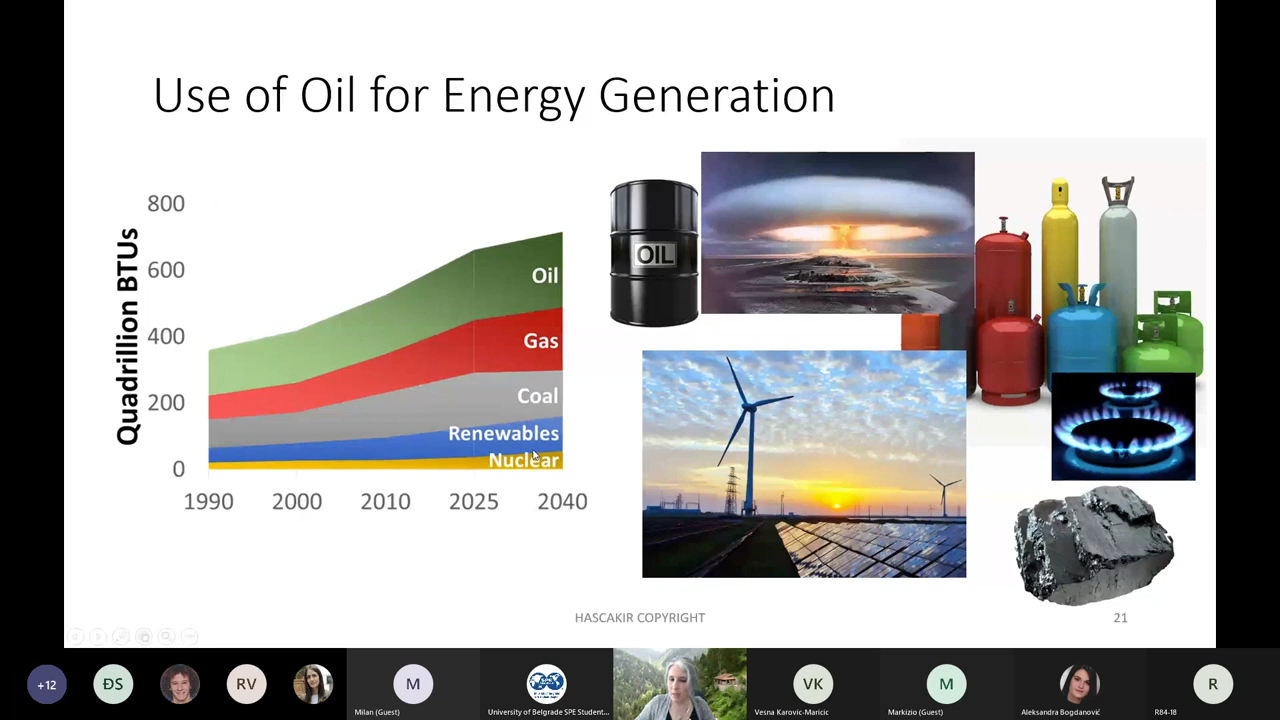 Use of Oil for Energy Generation
Quadrillion BTUs
800
600
400
200
0
Oil
Gas
Coal
Renewables
Nuclear
1990 2000 2010 2025 2040
OIL
HASCAKIR COPYRIGHT
21
+12
ĐS
RV
M
Milan (Guest)
University of Belgrade SPE Student...
VK
Vesna Karovic-Maricic
M
Markizio (Guest)
Aleksandra Bogdanović
R
R84-18